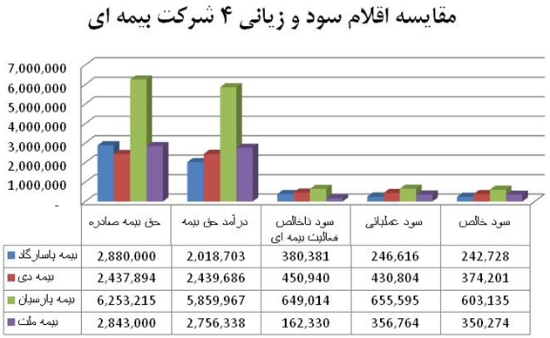 مقایسه اقلام سود و زیانی ۴ شرکت بیمه ای
7,000,000
6,000,000
5,000,000
4,000,000
3,000,000
2,000,000
1,000,000
-
حق بیمه صادره	درآمد حق بیمه	سود ناخالص فعالیت بیمه ای	سود عملیاتی	سود خالص
بیمه پاسارگاد	2,880,000	2,018,703	380,381	246,616	242,728
بیمه دی	2,437,894	2,439,686	450,940	430,804	374,201
بیمه پارسیان	6,253,215	5,859,967	649,014	655,595	603,135
بیمه ملت	2,843,000	2,756,338	162,330	356,764	350,274